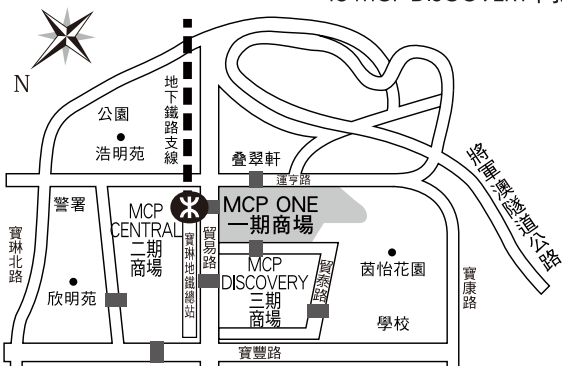 N
公園
浩明苑
地下鐵路支線
叠翠軒
運亨路
將軍澳隧道公路
警署
MCP
CENTRAL
二期
商場
MCP ONE
一期商場
寶琳北路
欣明苑
寶琳地鐵總站
貿易路
MCP
DISCOVERY
三期
商場
貿泰路
茵怡花園
學校
寶康路
寶豐路